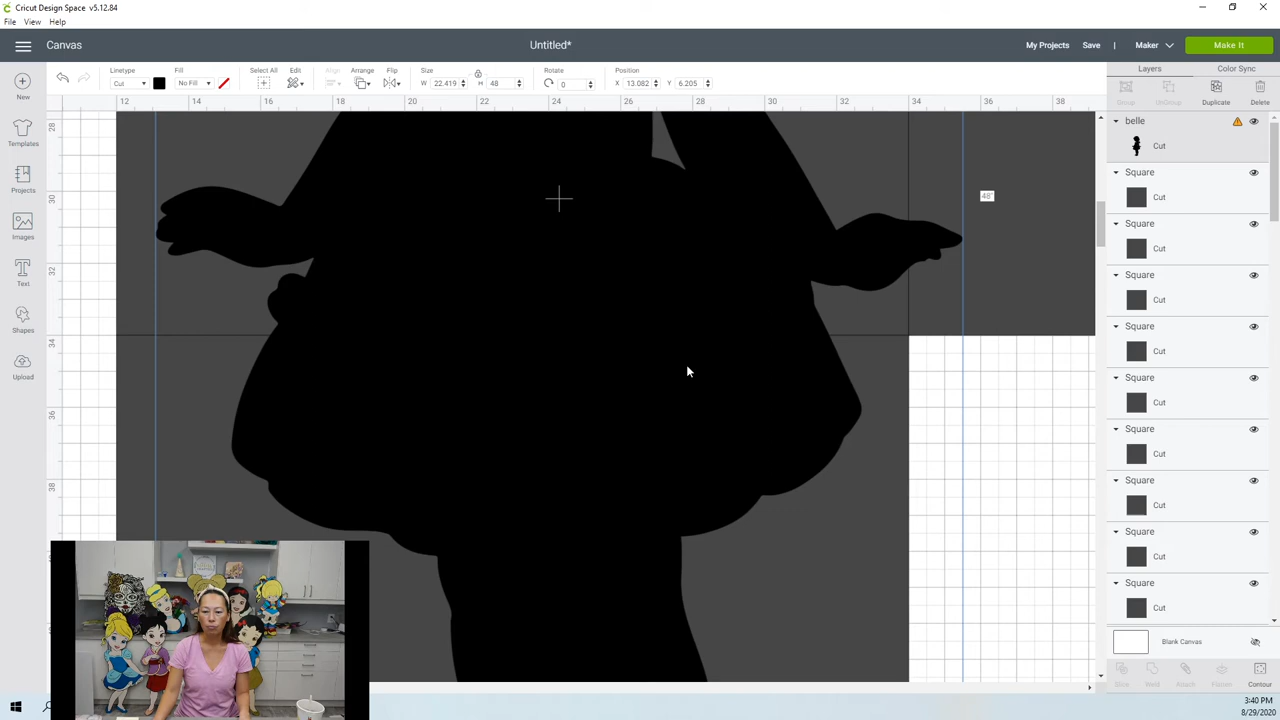 Cricut Design Space v5.12.84
File View Help
Canvas
Untitled*
My Projects
Save
Maker
Make It
Linetype
Cut
Fill
No Fill
Select All
Edit
Align
Arrange
Flip
Size
W 22.419
H 48
Rotate
0
Position
X 13.082
Y 6.205
Layers
Color Sync
Group
UnGroup
Duplicate
Delete
12 14 16 18 20 22 24 26 28 30 32 34 36 38
28
30
32
34
36
38
48"
New
Templates
Projects
Images
Text
Shapes
Upload
belle
Cut
Square
Cut
Square
Cut
Square
Cut
Square
Cut
Square
Cut
Square
Cut
Square
Cut
Square
Cut
Square
Cut
Blank Canvas
Slice
Weld
Attach
Flatten
Contour
3:40 PM
8/29/2020